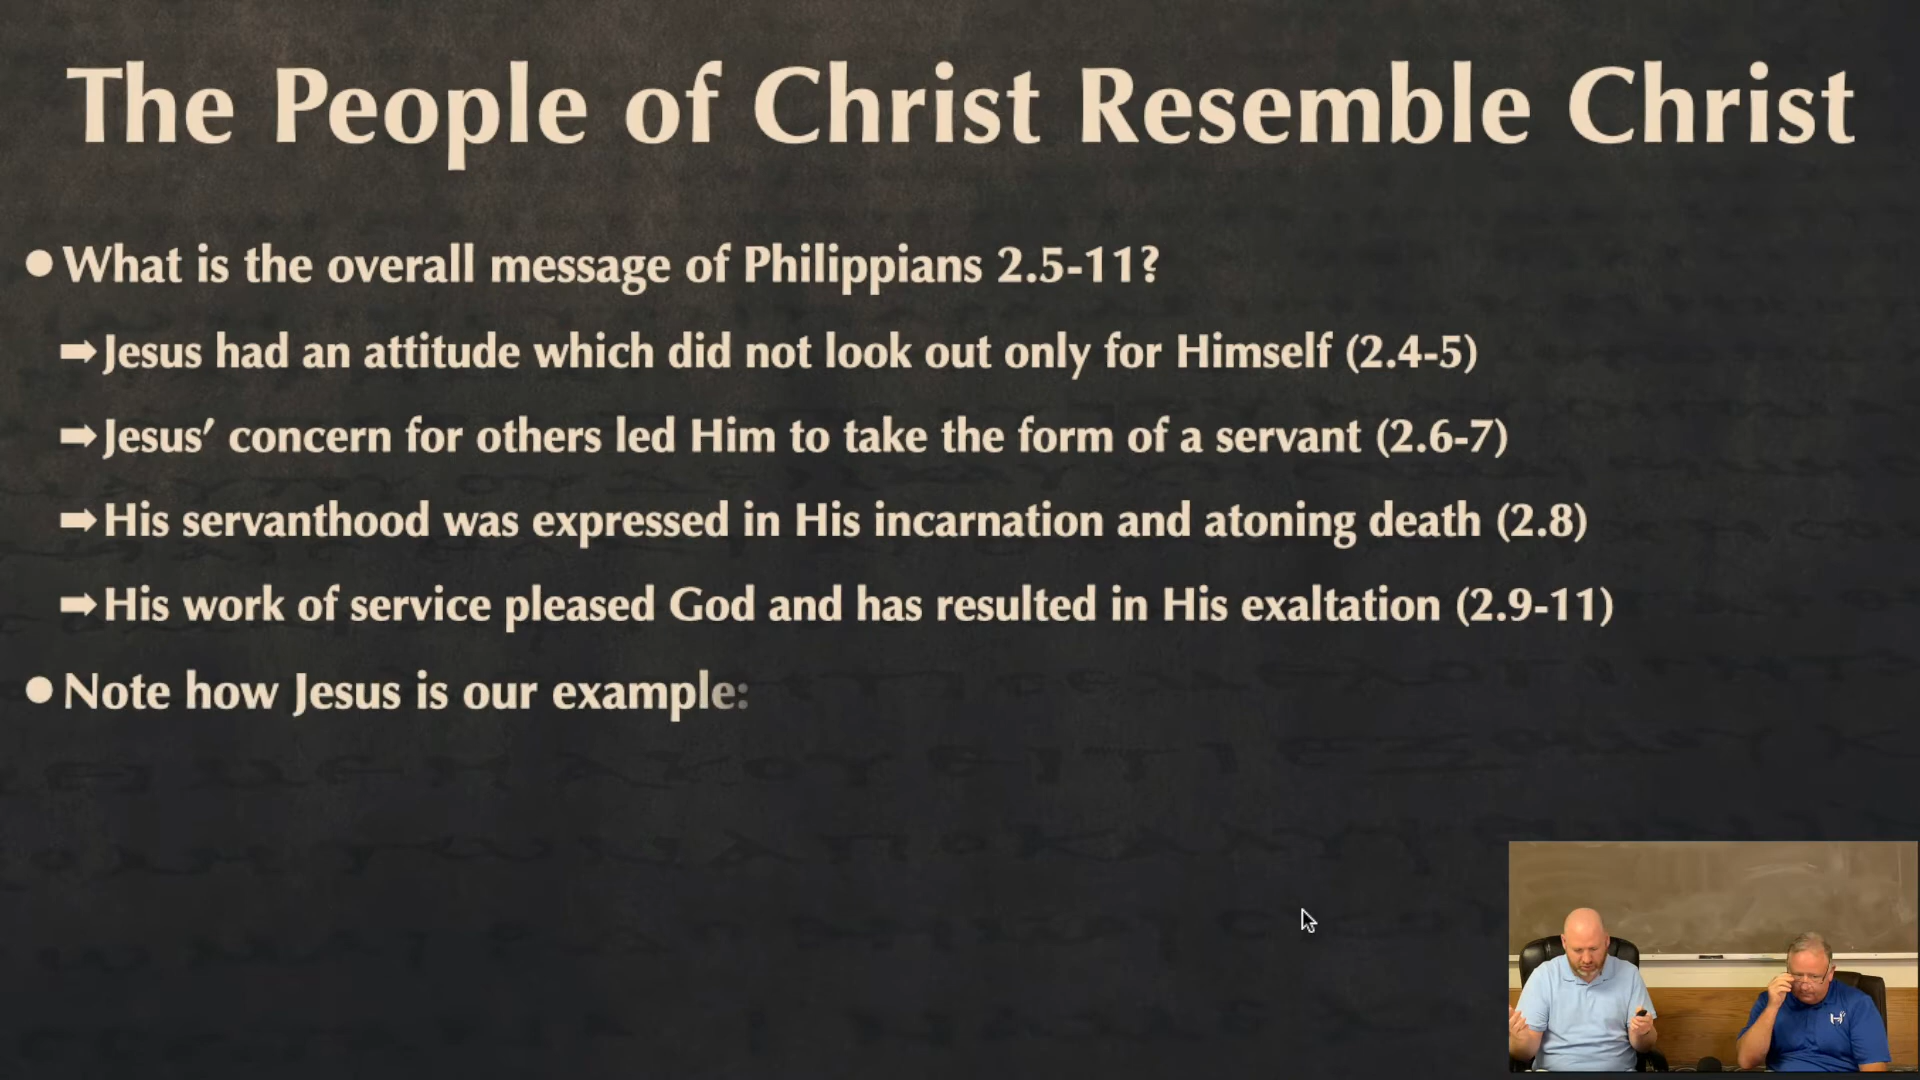 The People of Christ Resemble Christ
● What is the overall message of Philippians 2.5-11?
➡ Jesus had an attitude which did not look out only for Himself (2.4-5)
➡ Jesus’ concern for others led Him to take the form of a servant (2.6-7)
➡ His servanthood was expressed in His incarnation and atoning death (2.8)
➡ His work of service pleased God and has resulted in His exaltation (2.9-11)
● Note how Jesus is our example: